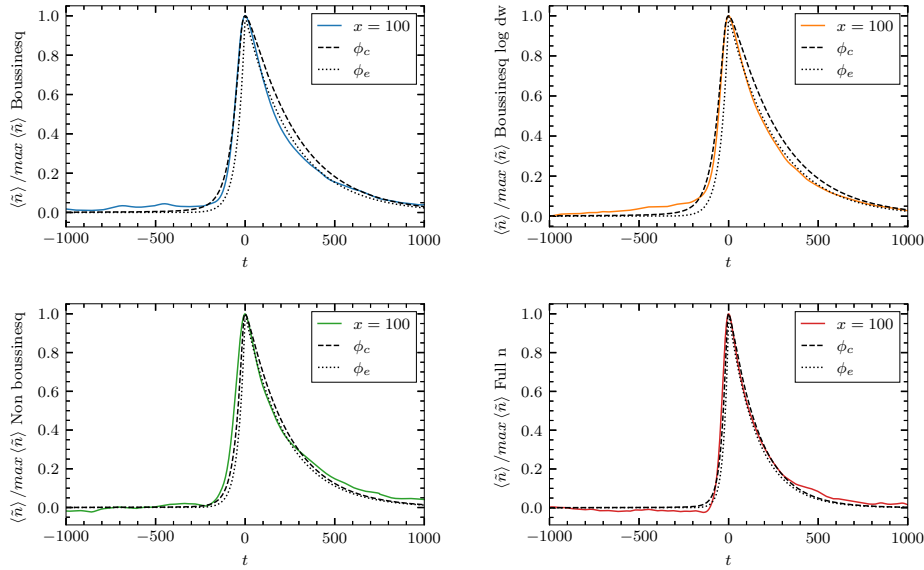 ⟨ñ⟩ /max ⟨ñ⟩ Boussinesq
1.0
0.8
0.6
0.4
0.2
0.0
−1000 −500 0 500 1000
t
x = 100
ϕc
ϕe
⟨ñ⟩ /max ⟨ñ⟩ Boussinesq log dw
1.0
0.8
0.6
0.4
0.2
0.0
−1000 −500 0 500 1000
t
x = 100
ϕc
ϕe
⟨ñ⟩ /max ⟨ñ⟩ Non boussinesq
1.0
0.8
0.6
0.4
0.2
0.0
−1000 −500 0 500 1000
t
x = 100
ϕc
ϕe
⟨ñ⟩ /max ⟨ñ⟩ Full n
1.0
0.8
0.6
0.4
0.2
0.0
−1000 −500 0 500 1000
t
x = 100
ϕc
ϕe